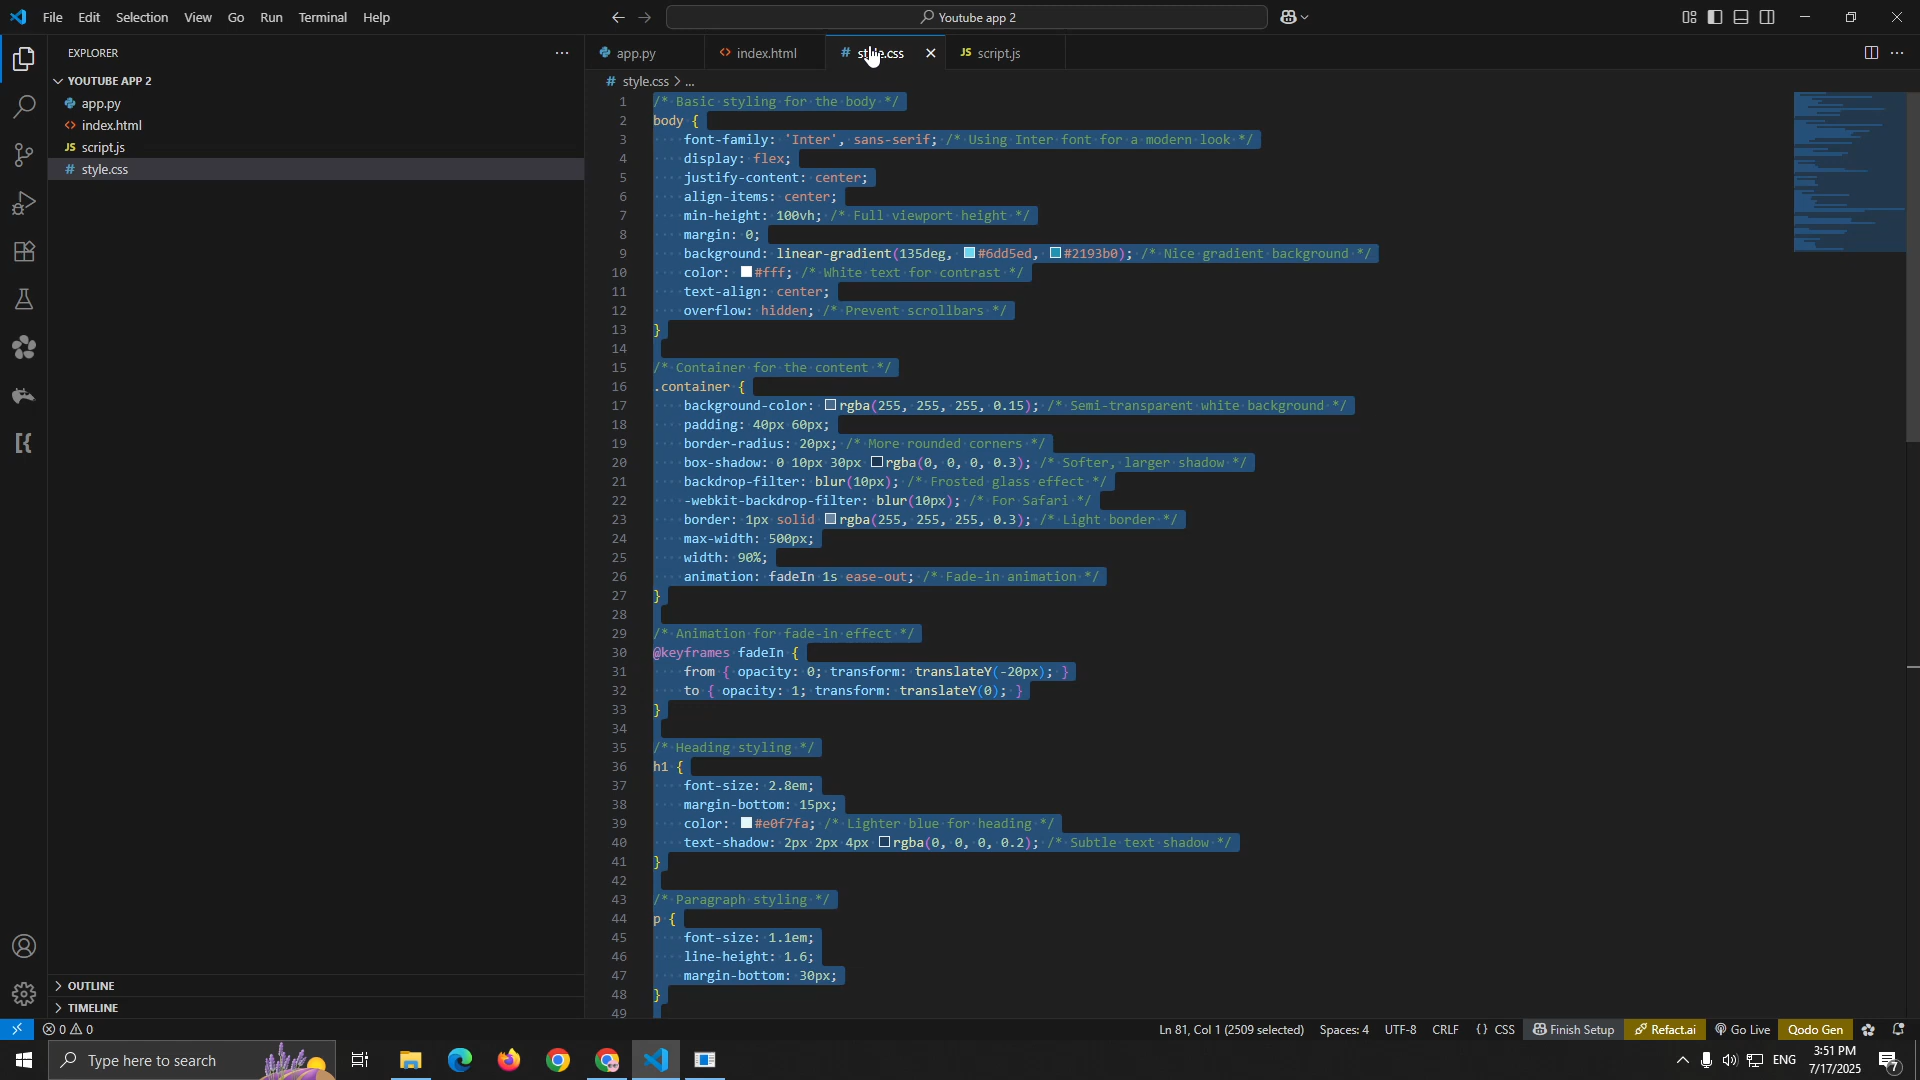 File Edit Selection View Go Run Terminal Help
Youtube app 2
EXPLORER
YOUTUBE APP 2
app.py
index.html
JS script.js
# style.css
OUTLINE
TIMELINE
app.py
index.html
# style.css
JS script.js
# style.css > ...
1 /* Basic styling for the body */
2 body {
3 font-family: 'Inter', sans-serif; /* Using Inter font for a modern look */
4 display: flex;
5 justify-content: center;
6 align-items: center;
7 min-height: 100vh; /* Full viewport height */
8 margin: 0;
9 background: linear-gradient(135deg, #6dd5ed, #2193b0); /* Nice gradient background */
10 color: #fff; /* White text for contrast */
11 text-align: center;
12 overflow: hidden; /* Prevent scrollbars */
13 }
14
15 /* Container for the content */
16 .container {
17 background-color: rgba(255, 255, 255, 0.15); /* Semi-transparent white background */
18 padding: 40px 60px;
19 border-radius: 20px; /* More rounded corners */
20 box-shadow: 0 10px 30px rgba(0, 0, 0, 0.3); /* Softer, larger shadow */
21 backdrop-filter: blur(10px); /* Frosted glass effect */
22 -webkit-backdrop-filter: blur(10px); /* For Safari */
23 border: 1px solid rgba(255, 255, 255, 0.3); /* Light border */
24 max-width: 500px;
25 width: 90%;
26 animation: fadeIn 1s ease-out; /* Fade-in animation */
27 }
28
29 /* Animation for fade-in effect */
30 @keyframes fadeIn {
31 from { opacity: 0; transform: translateY(-20px); }
32 to { opacity: 1; transform: translateY(0); }
33 }
34
35 /* Heading styling */
36 h1 {
37 font-size: 2.8em;
38 margin-bottom: 15px;
39 color: #e0f7fa; /* Lighter blue for heading */
40 text-shadow: 2px 2px 4px rgba(0, 0, 0, 0.2); /* Subtle text shadow */
41 }
42
43 /* Paragraph styling */
44 p {
45 font-size: 1.1em;
46 line-height: 1.6;
47 margin-bottom: 30px;
48 }
49
0 0
Ln 81, Col 1 (2509 selected) Spaces: 4 UTF-8 CRLF {} CSS Finish Setup Refact.ai Go Live Qodo Gen
Type here to search
ENG
3:51 PM
7/17/2025
7